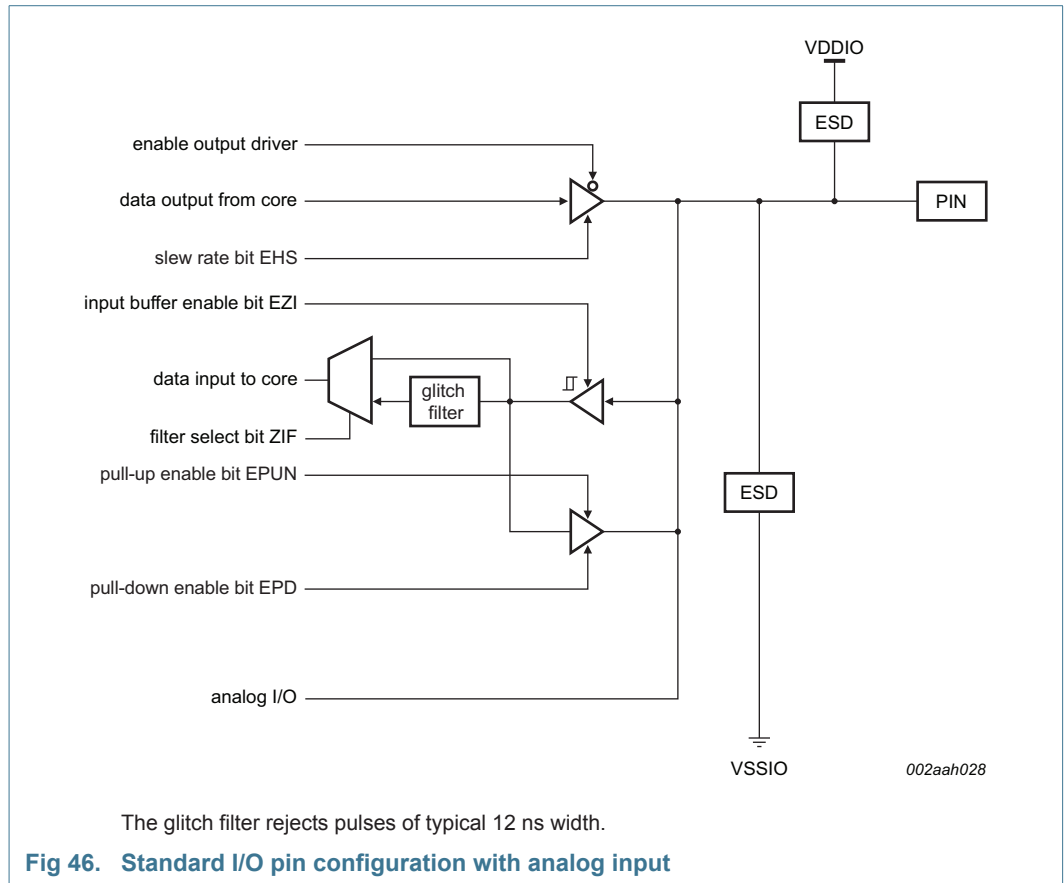 VDDIO
ESD
enable output driver
data output from core
PIN
slew rate bit EHS
input buffer enable bit EZI
data input to core
glitch
filter
filter select bit ZIF
pull-up enable bit EPUN
ESD
pull-down enable bit EPD
analog I/O
VSSIO
002aah028
The glitch filter rejects pulses of typical 12 ns width.
Fig 46. Standard I/O pin configuration with analog input